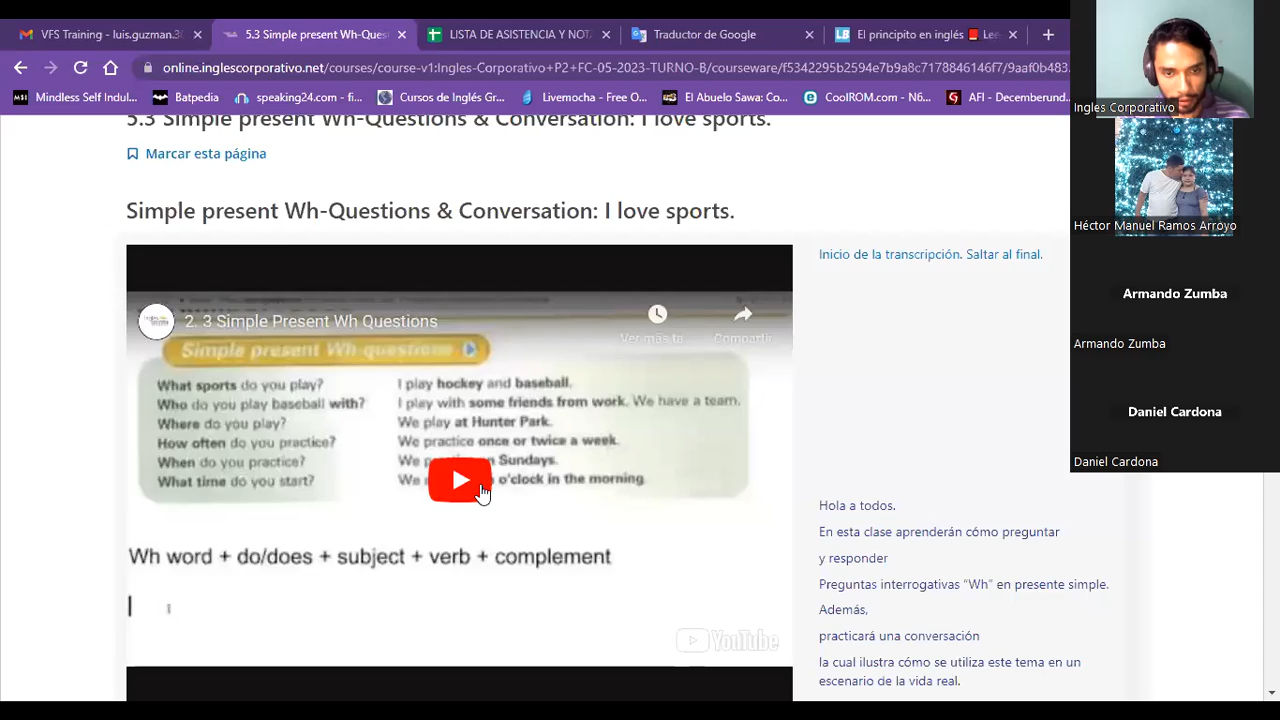 VFS Training - luis.guzman.30
5.3 Simple present Wh-Ques
LISTA DE ASISTENCIA Y NOT
Traductor de Google
El principito en inglés
Lee
online.inglescorporativo.net/courses/course-v1:Ingles-Corporativo+P2+FC-05-2023-TURNO-B/courseware/f5342295b2594e7b9a8c7178846146f7/9aaf0b483
Mindless Self Indul...
Batpedia
speaking24.com - fi...
Cursos de Inglés Gr...
Livemocha - Free O...
El Abuelo Sawa: Co...
CoolROM.com - N6...
AFI - Decemberund
5.3 Simple present Wh-Questions & Conversation: I love sports.
Marcar esta página
Simple present Wh-Questions & Conversation: I love sports.
2. 3 Simple Present Wh Questions
Ver más ta
Compartir
Simple present Wh-questions
What sports do you play? I play hockey and baseball.
Who do you play baseball with? I play with some friends from work. We have a team.
Where do you play? We play at Hunter Park.
How often do you practice? We practice once or twice a week.
When do you practice? We Sundays.
What time do you start? We o'clock in the morning.
Wh word + do/does + subject + verb + complement
YouTube
Inicio de la transcripción. Saltar al final.
Hola a todos.
En esta clase aprenderán cómo preguntar
y responder
Preguntas interrogativas “Wh” en presente simple.
Además,
practicará una conversación
la cual ilustra cómo se utiliza este tema en un
escenario de la vida real.
Ingles Corporativo
Héctor Manuel Ramos Arroyo
Armando Zumba
Armando Zumba
Daniel Cardona
Daniel Cardona